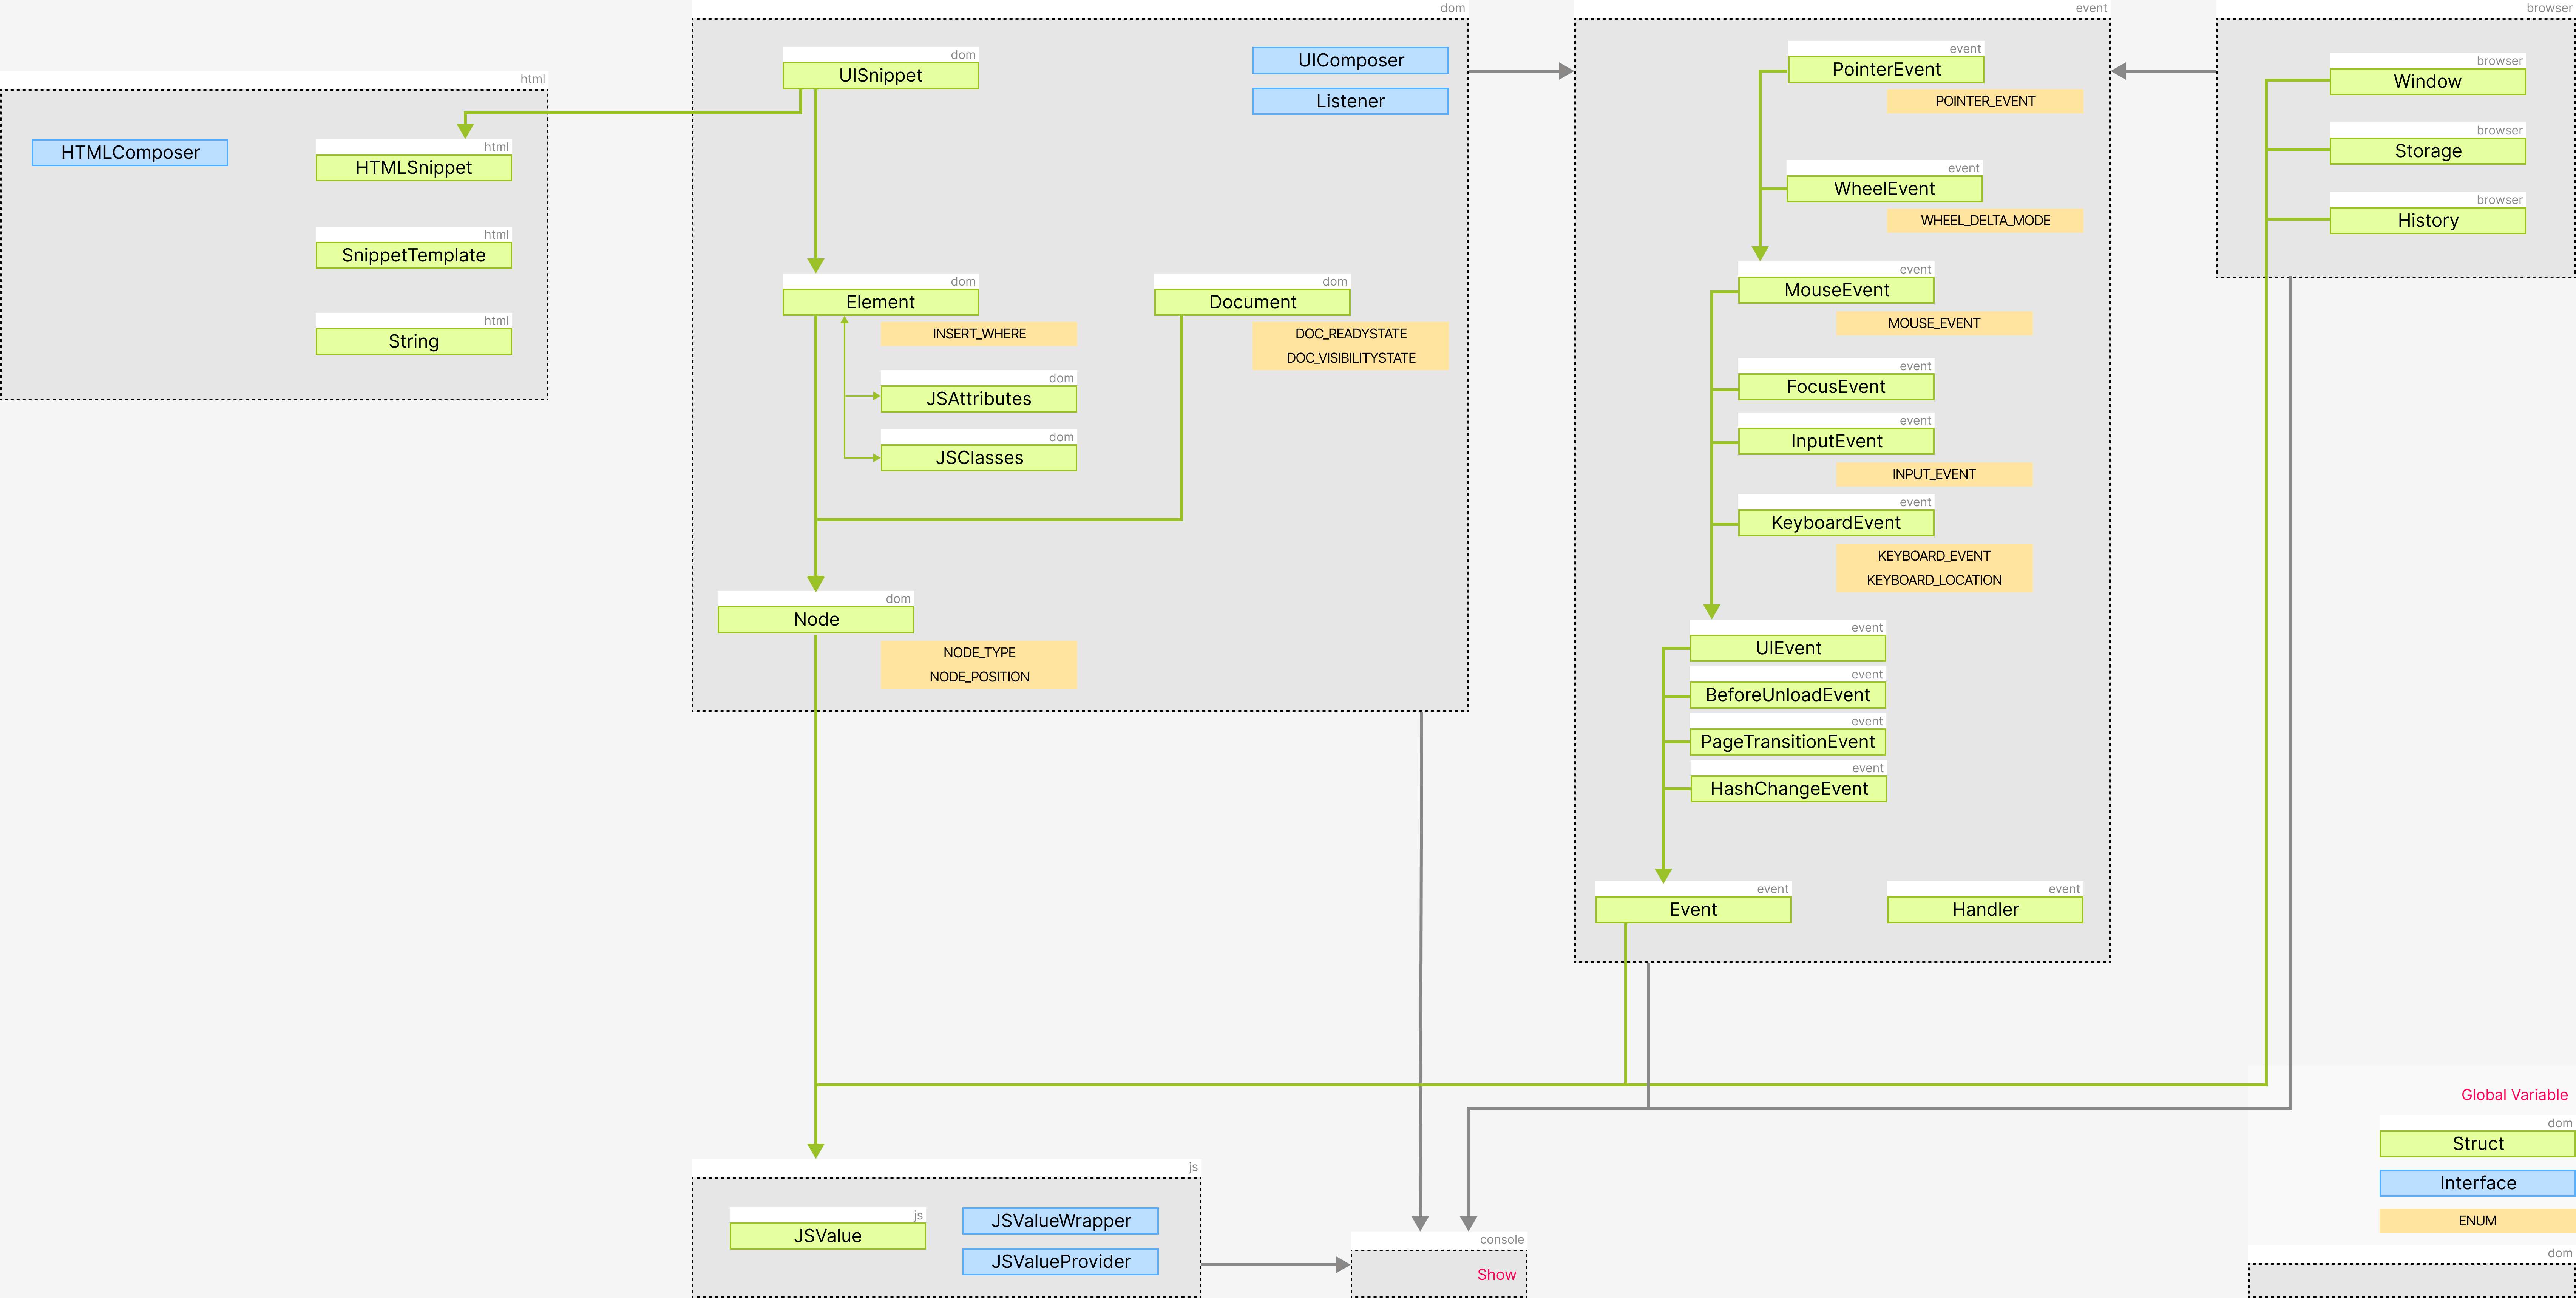 html
HTMLComposer
html
HTMLSnippet
html
SnippetTemplate
html
String
dom
dom
UISnippet
UIComposer
Listener
dom
Element
INSERT_WHERE
dom
JSAttributes
dom
JSClasses
dom
Document
DOC_READYSTATE
DOC_VISIBILITYSTATE
dom
Node
NODE_TYPE
NODE_POSITION
event
event
PointerEvent
POINTER_EVENT
event
WheelEvent
WHEEL_DELTA_MODE
event
MouseEvent
MOUSE_EVENT
event
FocusEvent
event
InputEvent
INPUT_EVENT
event
KeyboardEvent
KEYBOARD_EVENT
KEYBOARD_LOCATION
event
UIEvent
event
BeforeUnloadEvent
event
PageTransitionEvent
event
HashChangeEvent
event
Event
event
Handler
browser
browser
Window
browser
Storage
browser
History
js
js
JSValue
JSValueWrapper
JSValueProvider
console
Show
Global Variable
dom
Struct
Interface
ENUM
dom